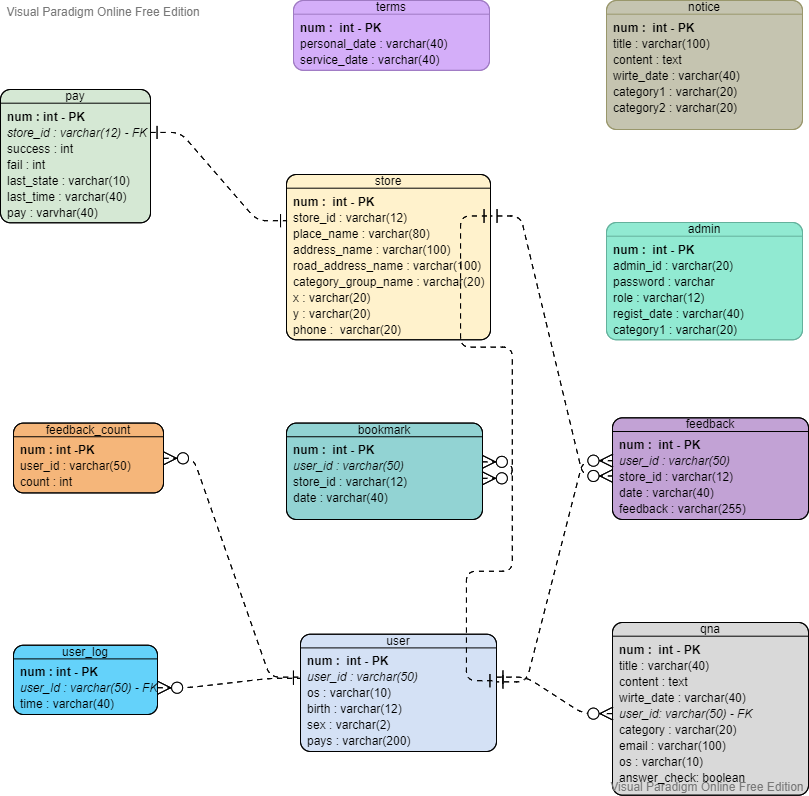 Visual Paradigm Online Free Edition
terms
num :  int - PK
personal_date : varchar(40)
service_date : varchar(40)
notice
num :  int - PK
title : varchar(100)
content : text
wirte_date : varchar(40)
category1 : varchar(20)
category2 : varchar(20)
pay
num : int - PK
store_id : varchar(12) - FK
success : int
fail : int
last_state : varchar(10)
last_time : varchar(40)
pay : varvhar(40)
store
num :  int - PK
store_id : varchar(12)
place_name : varchar(80)
address_name : varchar(100)
road_address_name : varchar(100)
category_group_name : varchar(20)
x : varchar(20)
y : varchar(20)
phone :  varchar(20)
admin
num :  int - PK
admin_id : varchar(20)
password : varchar
role : varchar(12)
regist_date : varchar(40)
category1 : varchar(20)
feedback_count
num : int -PK
user_id : varchar(50)
count : int
bookmark
num : int - PK
user_id : varchar(50)
store_id : varchar(12)
date : varchar(40)
feedback
num :  int - PK
user_id : varchar(50)
store_id : varchar(12)
date : varchar(40)
feedback : varchar(255)
user_log
num : int - PK
user_Id : varchar(50) - FK
time : varchar(40)
user
num :  int - PK
user_id : varchar(50)
os : varchar(10)
birth : varchar(12)
sex : varchar(2)
pays : varchar(200)
qna
num :  int - PK
title : varchar(40)
content : text
wirte_date : varchar(40)
user_id: varchar(50) - FK
category : varchar(20)
email : varchar(100)
os : varchar(10)
answer_check: boolean
Visual Paradigm Online Free Edition